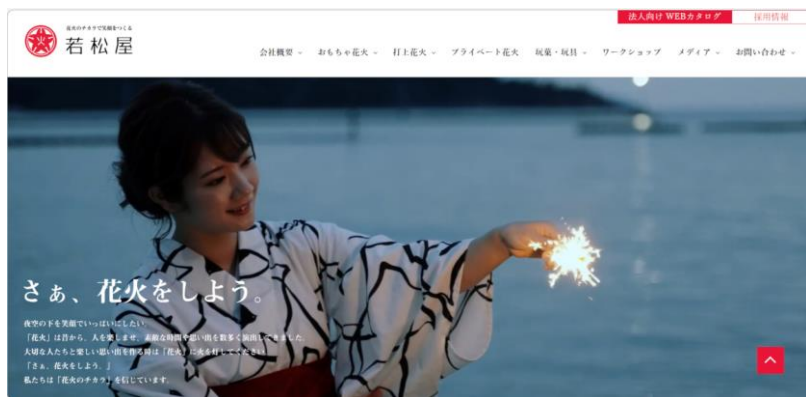 法人向け WEBカタログ
採用情報
花火のチカラで笑顔をつくる
若松屋
会社概要
おもちゃ花火
打上花火
プライベート花火
玩菓・玩具
ワークショップ
メディア
お問い合わせ
さぁ、花火をしよう。
夜空の下を笑顔でいっぱいにしたい。
「花火」は昔から、人を楽しませ、素敵な時間や思い出を数多く演出してきました。
大切な人たちと楽しい思い出を作る時は「花火」に火を灯してください。
「さぁ、花火をしよう。」
私たちは「花火のチカラ」を信じています。